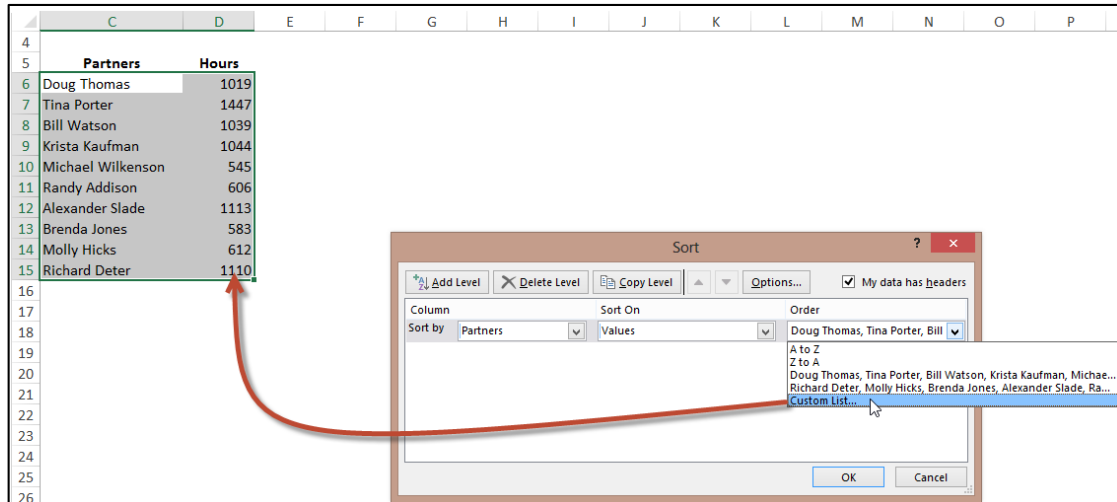 C D E F G H I J K L M N O P
4
5 Partners Hours
6 Doug Thomas 1019
7 Tina Porter 1447
8 Bill Watson 1039
9 Krista Kaufman 1044
10 Michael Wilkenson 545
11 Randy Addison 606
12 Alexander Slade 1113
13 Brenda Jones 583
14 Molly Hicks 612
15 Richard Deter 1110
16
17
18
19
20
21
22
23
24
25
26
Sort ? ×
Add Level Delete Level Copy Level Options... My data has headers
Column Sort On Order
Sort by Partners Values Doug Thomas, Tina Porter, Bill
A to Z
Z to A
Doug Thomas, Tina Porter, Bill Watson, Krista Kaufman, Michae...
Richard Deter, Molly Hicks, Brenda Jones, Alexander Slade, Ra...
Custom List...
OK Cancel